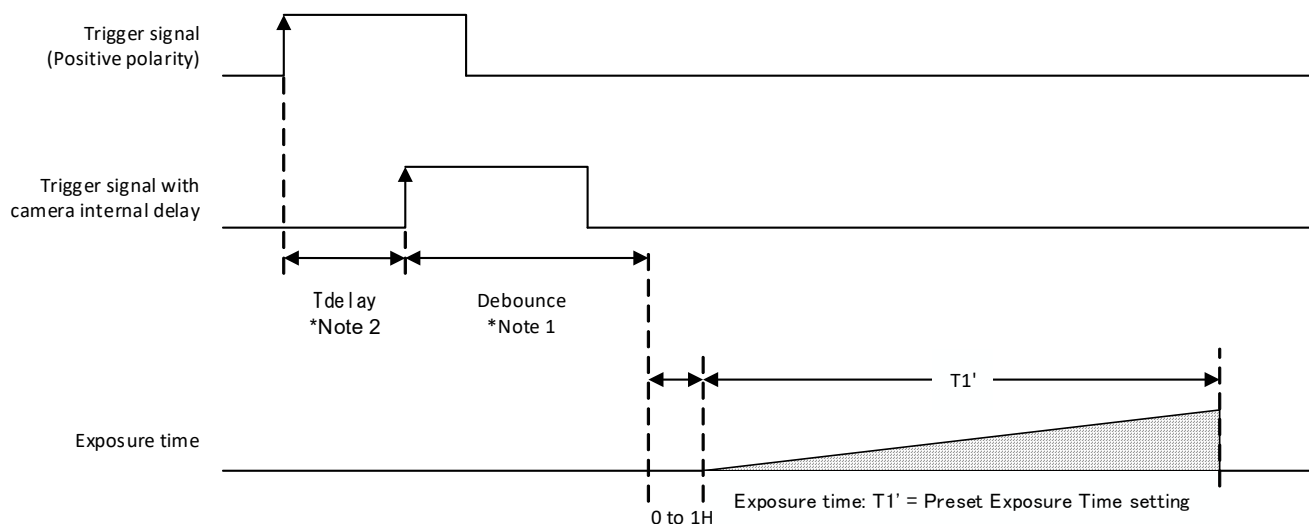 Trigger signal
(Positive polarity)
Trigger signal with
camera internal delay
Tdelay
*Note 2
Debounce
*Note 1
T1'
Exposure time
0 to 1H
Exposure time: T1' = Preset Exposure Time setting